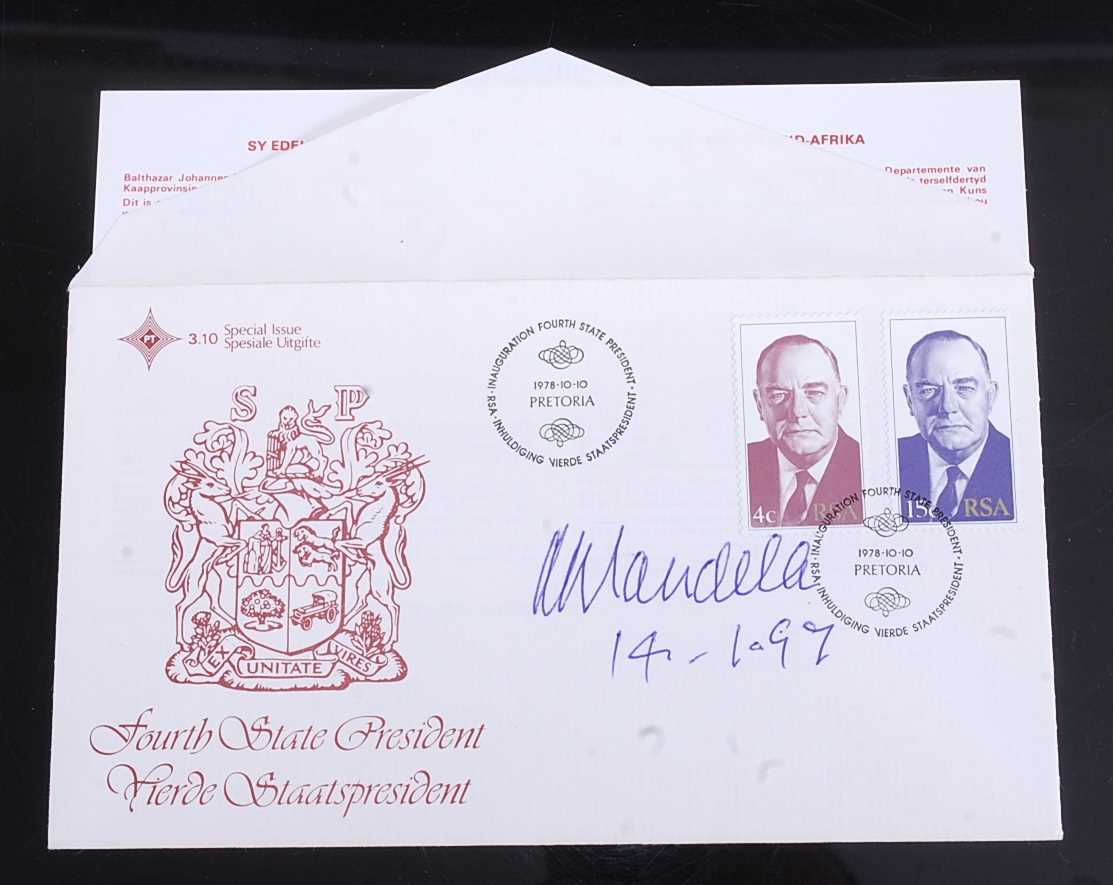 SY EDEL
ID-AFRIKA
Balthazar Johannes
Departemente van
Kaapprovinsie
terselfdertyd
Dit is
Kuns
PT
3.10
Special Issue
Spesiale Uitgifte
S P
EX UNITATE VIRES
Fourth State President
Vierde Staatspresident
INAUGURATION FOURTH STATE PRESIDENT
1978·10·10
PRETORIA
RSA · INHULDIGING VIERDE STAATSPRESIDENT ·
4c RSA
15c RSA
INAUGURATION FOURTH STATE PRESIDENT
1978·10·10
PRETORIA
RSA · INHULDIGING VIERDE STAATSPRESIDENT ·
NMandela
14-1.97